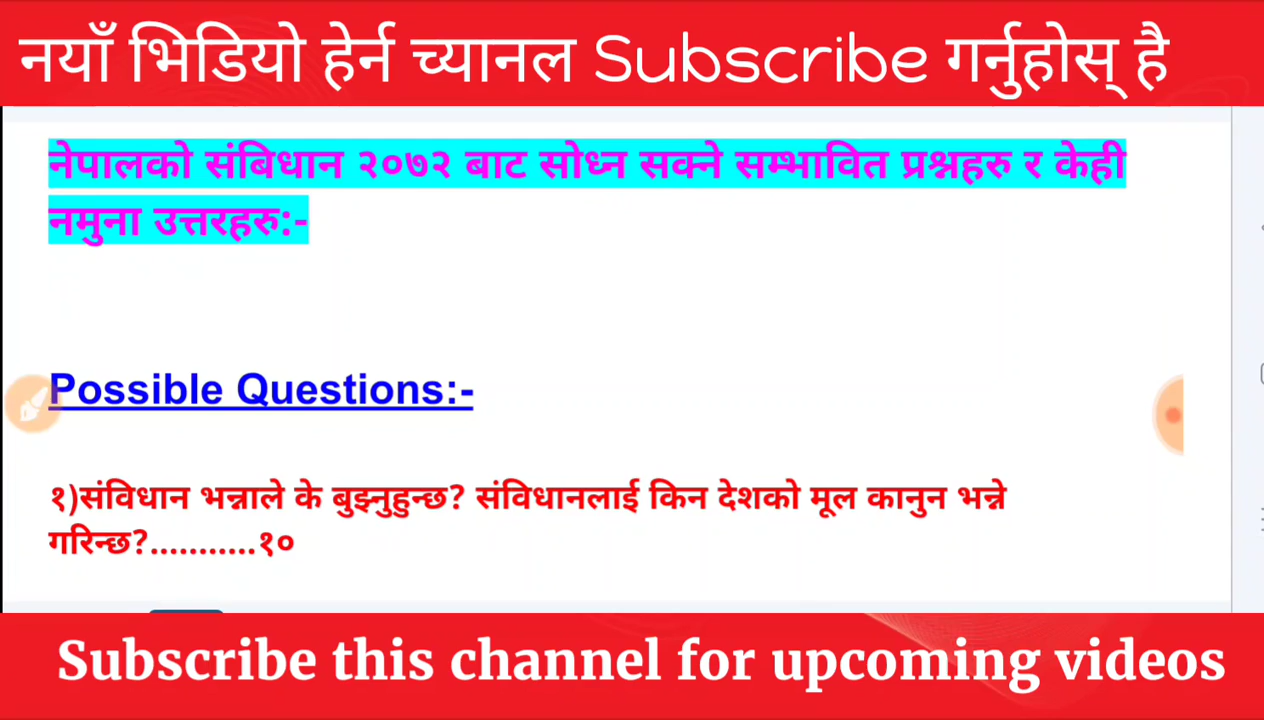 नयाँ भिडियो हेर्न च्यानल Subscribe गर्नुहोस् है
नेपालको संबिधान २०७२ बाट सोध्न सक्ने सम्भावित प्रश्नहरु र केही
नमुना उत्तरहरु:-
Possible Questions:-
१)संविधान भन्नाले के बुझ्नुहुन्छ? संविधानलाई किन देशको मूल कानुन भन्ने
गरिन्छ?...........१०
Subscribe this channel for upcoming videos